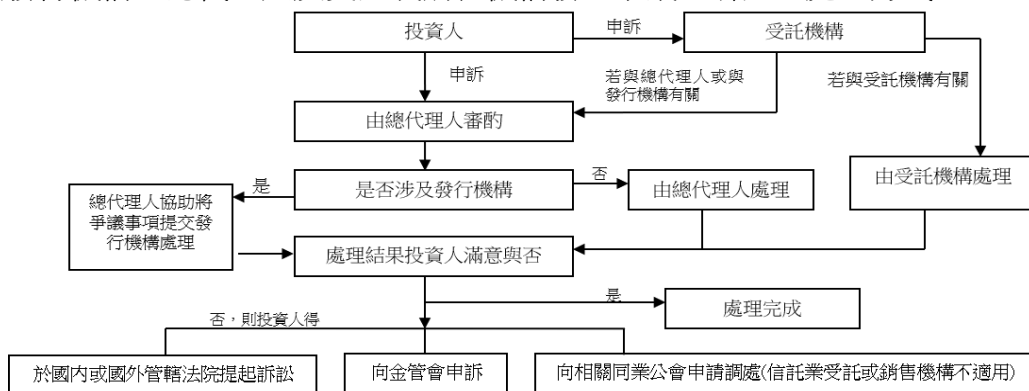 投資人
申訴
受託機構
申訴
若與總代理人或與
發行機構有關
若與受託機構有關
由總代理人審酌
是
是否涉及發行機構
否
由總代理人處理
由受託機構處理
總代理人協助將
爭議事項提交發
行機構處理
處理結果投資人滿意與否
是
處理完成
否，則投資人得
於國內或國外管轄法院提起訴訟
向金管會申訴
向相關同業公會申請調處(信託業受託或銷售機構不適用)